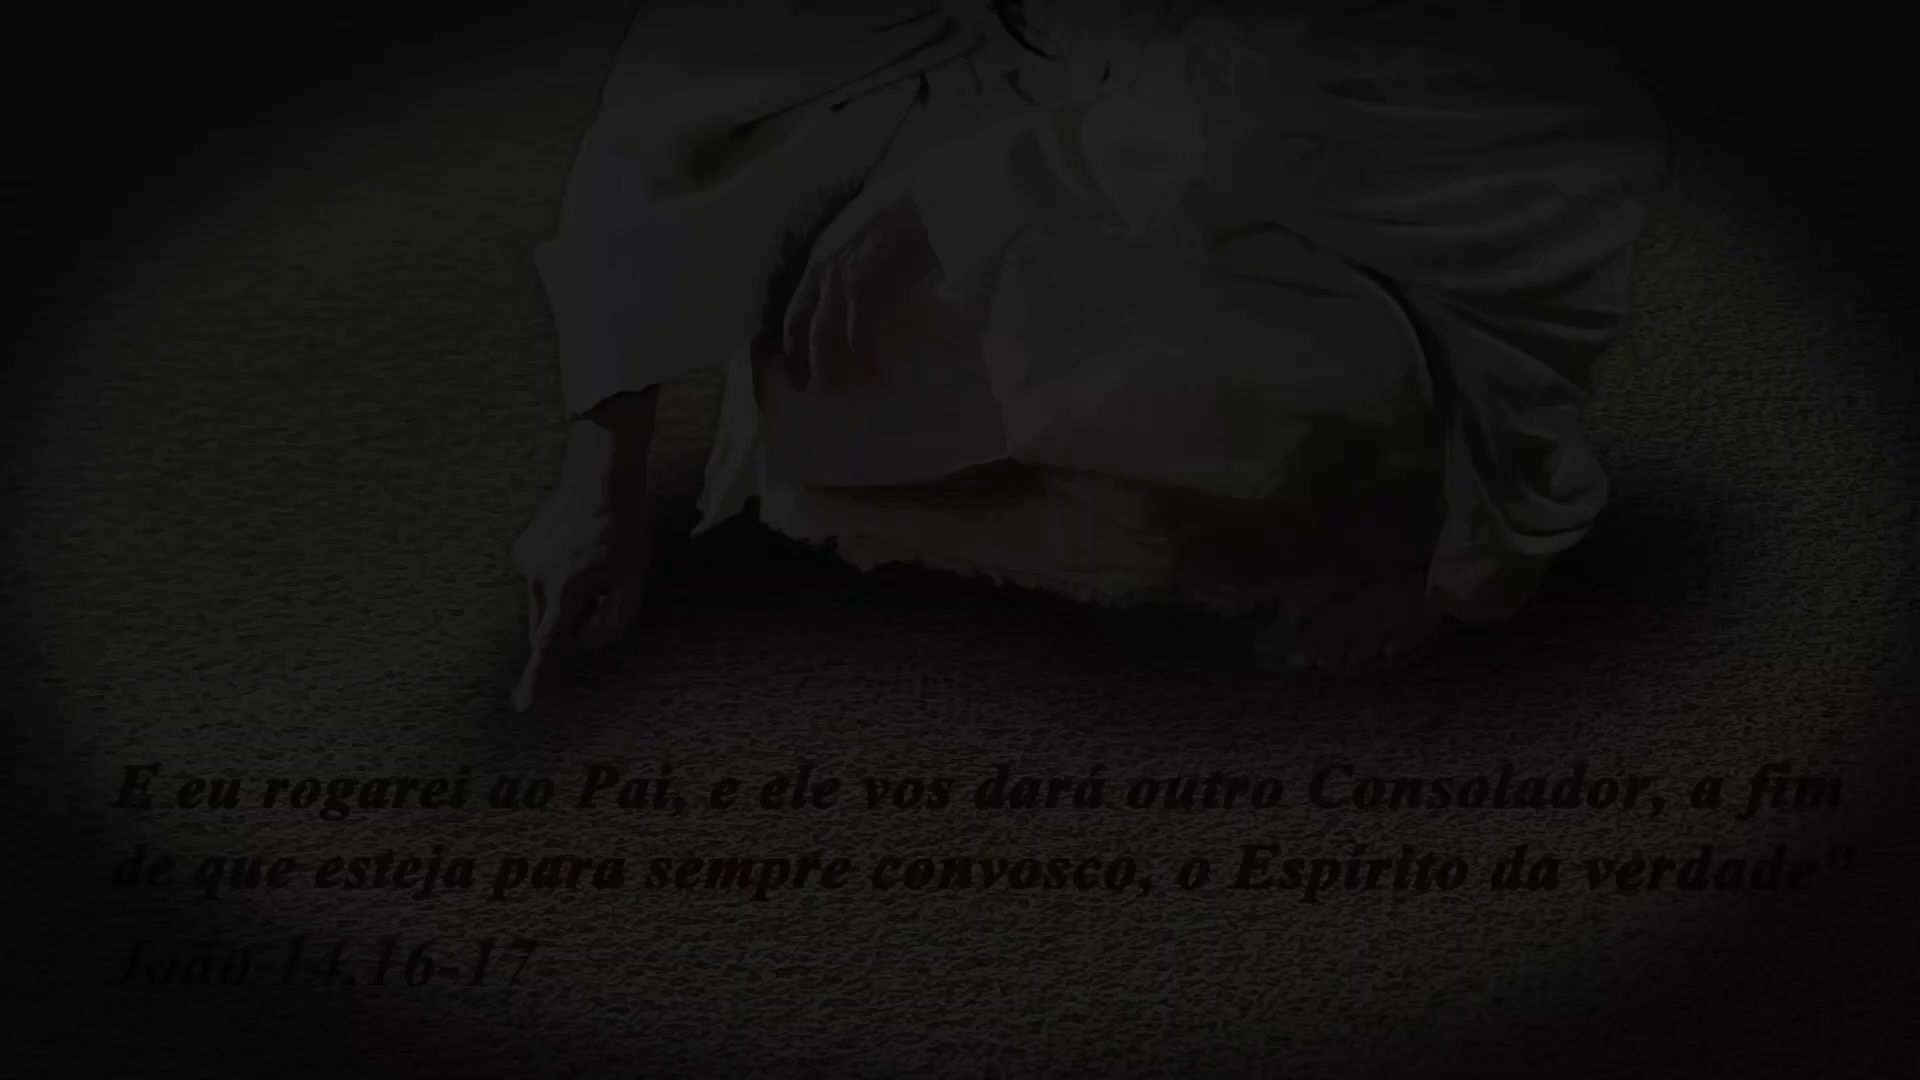 E eu rogarei ao Pai, e ele vos dará outro Consolador, a fim
de que esteja para sempre convosco, o Espírito da verdade"
João 14.16-17